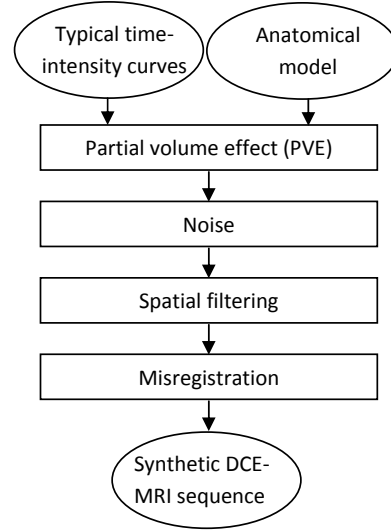 Typical time-
intensity curves
Anatomical
model
Partial volume effect (PVE)
Noise
Spatial filtering
Misregistration
Synthetic DCE-
MRI sequence